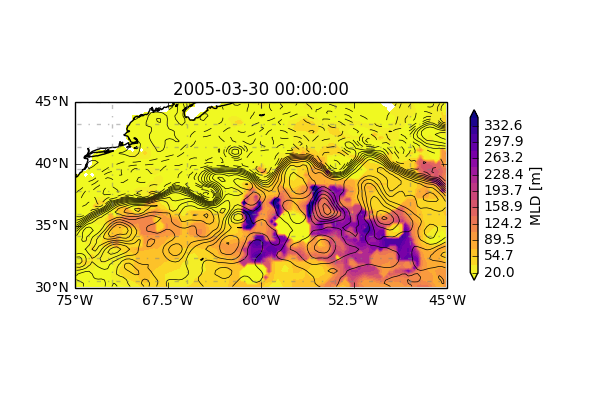 2005-03-30 00:00:00
45°N
40°N
35°N
30°N
75°W
67.5°W
60°W
52.5°W
45°W
332.6
297.9
263.2
228.4
193.7
158.9
124.2
89.5
54.7
20.0
MLD [m]